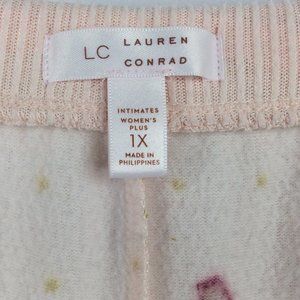 LC LAUREN
CONRAD
INTIMATES
WOMEN'S
PLUS
1X
MADE IN
PHILIPPINES